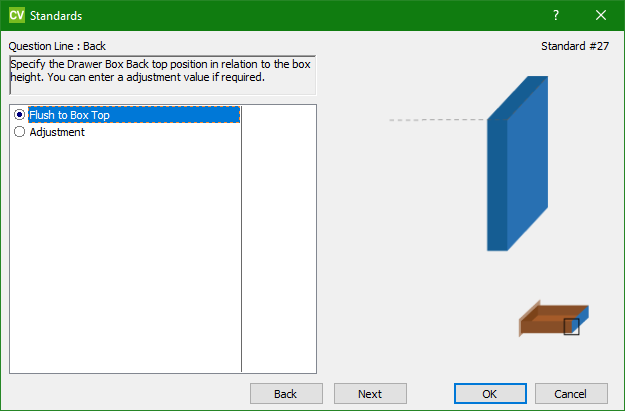 CV Standards ?
Question Line : Back
Standard #27
Specify the Drawer Box Back top position in relation to the box
height. You can enter a adjustment value if required.
Flush to Box Top
Adjustment
Back Next OK Cancel